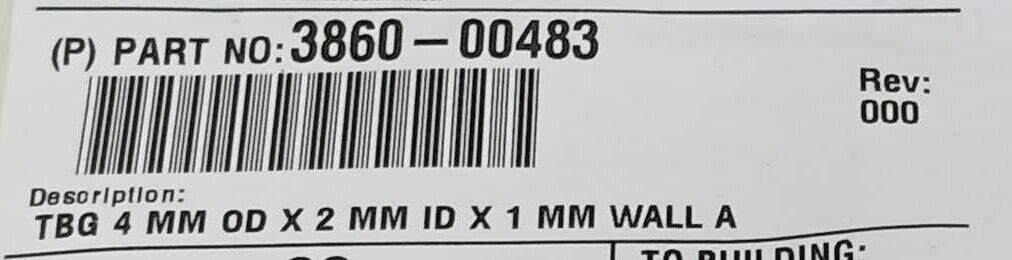 (P) PART NO: 3860-00483
Rev:
000
Description:
TBG 4 MM OD X 2 MM ID X 1 MM WALL A
TO BUILDING: